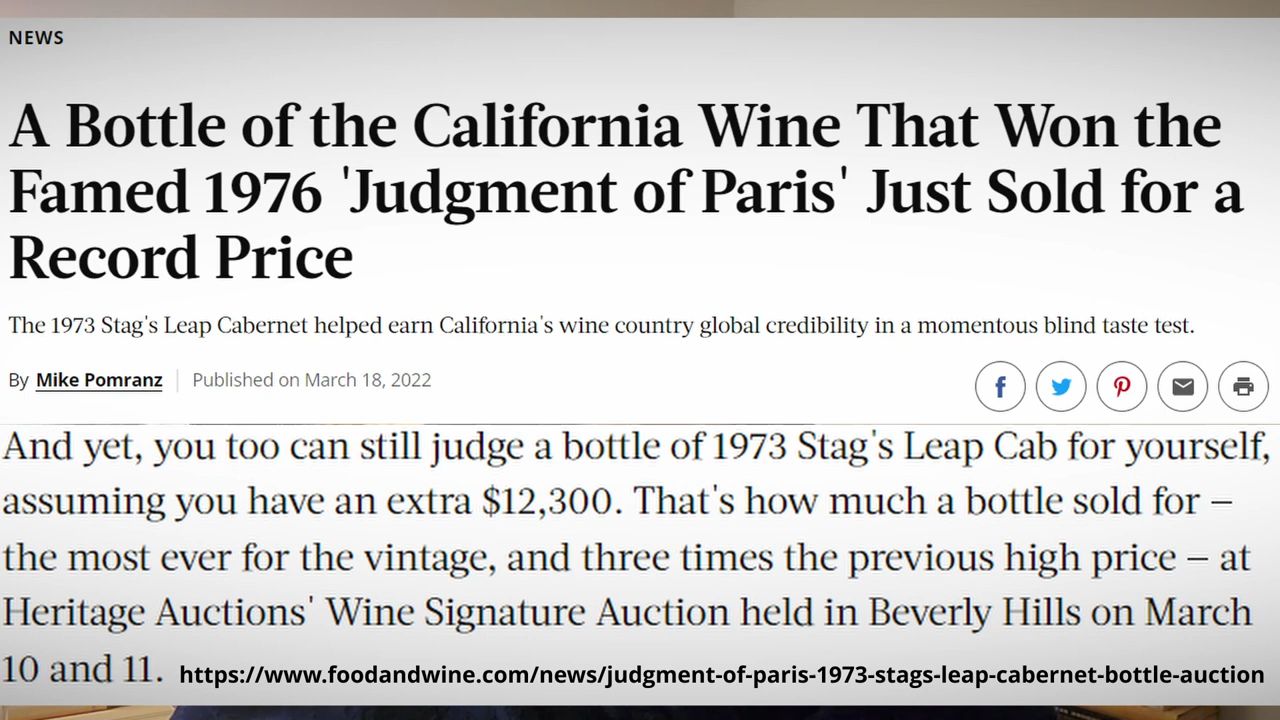 NEWS
A Bottle of the California Wine That Won the
Famed 1976 'Judgment of Paris' Just Sold for a
Record Price
The 1973 Stag's Leap Cabernet helped earn California's wine country global credibility in a momentous blind taste test.
By Mike Pomranz Published on March 18, 2022
And yet, you too can still judge a bottle of 1973 Stag's Leap Cab for yourself,
assuming you have an extra $12,300. That's how much a bottle sold for –
the most ever for the vintage, and three times the previous high price – at
Heritage Auctions' Wine Signature Auction held in Beverly Hills on March
10 and 11. https://www.foodandwine.com/news/judgment-of-paris-1973-stags-leap-cabernet-bottle-auction